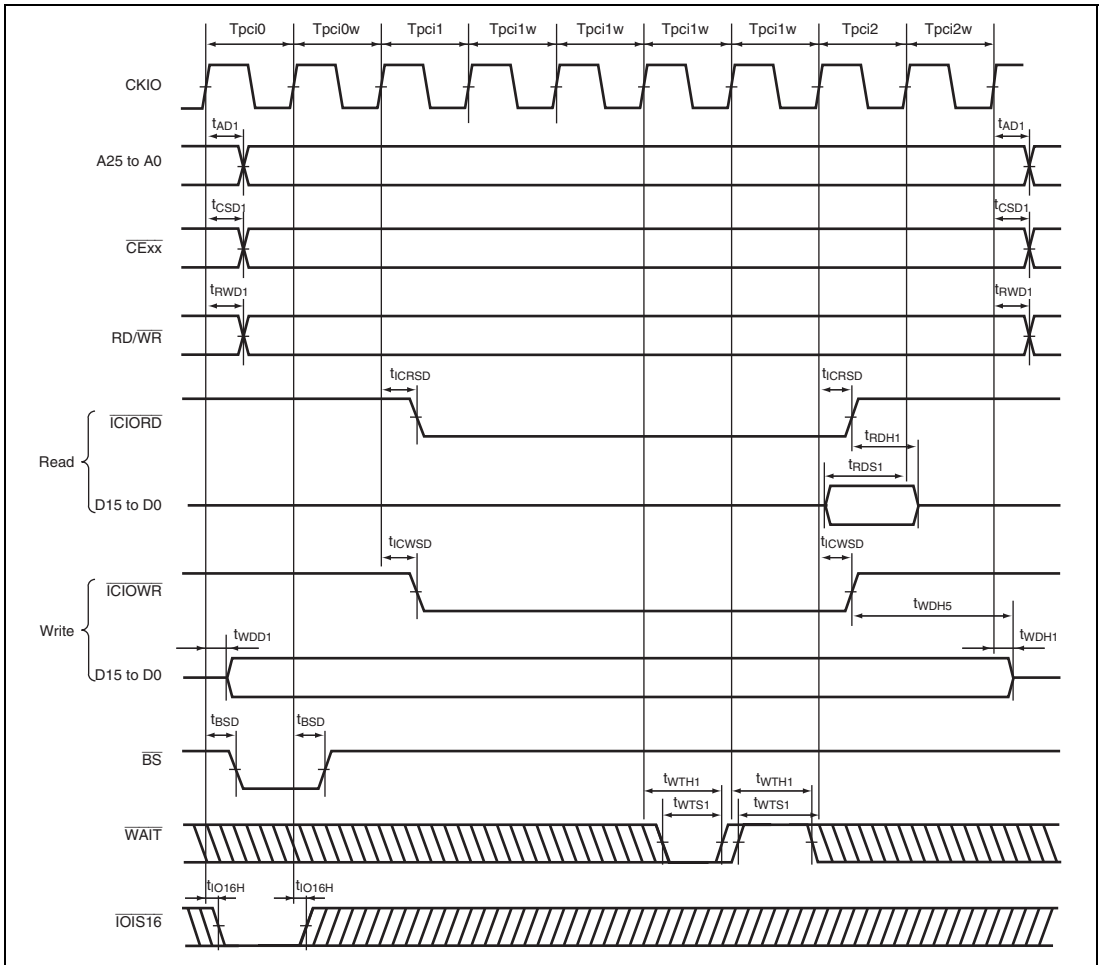 Tpci0 Tpci0w Tpci1 Tpci1w Tpci1w Tpci1w Tpci1w Tpci2 Tpci2w
CKIO
tAD1 tAD1
A25 to A0
tCSD1 tCSD1
CExx
tRWD1 tRWD1
RD/WR
tICRSD tICRSD
ICIORD
tRDH1
Read
tRDS1
D15 to D0
tICWSD tICWSD
ICIOWR
tWDH5
Write
tWDD1 tWDH1
D15 to D0
tBSD tBSD
BS
tWTH1 tWTH1
tWTS1 tWTS1
WAIT
tIO16H tIO16H
IOIS16